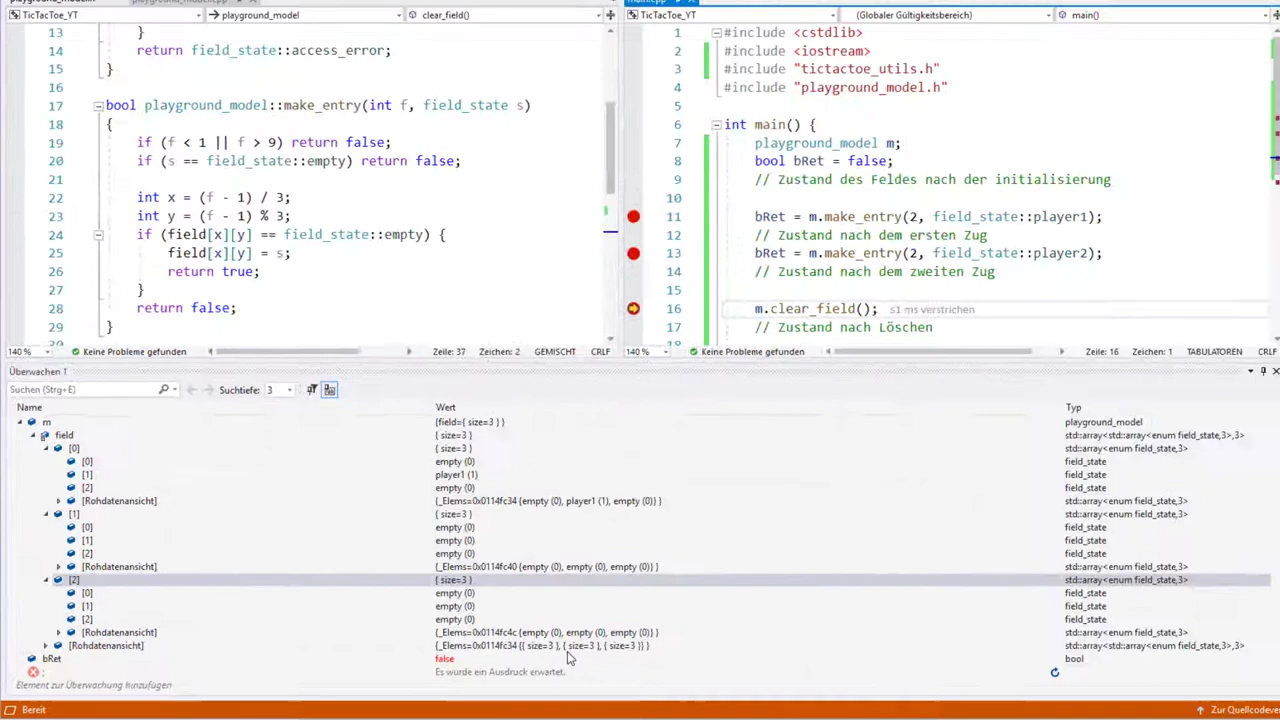 TicTacToe_YT
playground_model
clear_field()
13 }
14 return field_state::access_error;
15 }
16
17 bool playground_model::make_entry(int f, field_state s)
18 {
19 if (f < 1 || f > 9) return false;
20 if (s == field_state::empty) return false;
21
22 int x = (f - 1) / 3;
23 int y = (f - 1) % 3;
24 if (field[x][y] == field_state::empty) {
25 field[x][y] = s;
26 return true;
27 }
28 return false;
29 }
140 %
Keine Probleme gefunden
Zeile: 37
Zeichen: 2
GEMISCHT
CRLF
TicTacToe_YT
(Globaler Gültigkeitsbereich)
main()
1 #include <cstdlib>
2 #include <iostream>
3 #include "tictactoe_utils.h"
4 #include "playground_model.h"
5
6 int main() {
7 playground_model m;
8 bool bRet = false;
9 // Zustand des Feldes nach der initialisierung
10
11 bRet = m.make_entry(2, field_state::player1);
12 // Zustand nach dem ersten Zug
13 bRet = m.make_entry(2, field_state::player2);
14 // Zustand nach dem zweiten Zug
15
16 m.clear_field(); ≤1 ms verstrichen
17 // Zustand nach Löschen
140 %
Keine Probleme gefunden
Zeile: 16
Zeichen: 1
TABULATOREN
CRLF
Überwachen 1
Suchen (Strg+E)
Suchtiefe: 3
Name Wert Typ
m {field={ size=3 } } playground_model
field { size=3 } std::array<std::array<enum field_state,3>,3>
[0] { size=3 } std::array<enum field_state,3>
[0] empty (0) field_state
[1] player1 (1) field_state
[2] empty (0) field_state
[Rohdatenansicht] {_Elems=0x0114fc34 {empty (0), player1 (1), empty (0)} } std::array<enum field_state,3>
[1] { size=3 } std::array<enum field_state,3>
[0] empty (0) field_state
[1] empty (0) field_state
[2] empty (0) field_state
[Rohdatenansicht] {_Elems=0x0114fc40 {empty (0), empty (0), empty (0)} } std::array<enum field_state,3>
[2] { size=3 } std::array<enum field_state,3>
[0] empty (0) field_state
[1] empty (0) field_state
[2] empty (0) field_state
[Rohdatenansicht] {_Elems=0x0114fc4c {empty (0), empty (0), empty (0)} } std::array<enum field_state,3>
[Rohdatenansicht] {_Elems=0x0114fc34 {{ size=3 }, { size=3 }, { size=3 }} } std::array<std::array<enum field_state,3>,3>
bRet false bool
; Es wurde ein Ausdruck erwartet.
Element zur Überwachung hinzufügen
Bereit